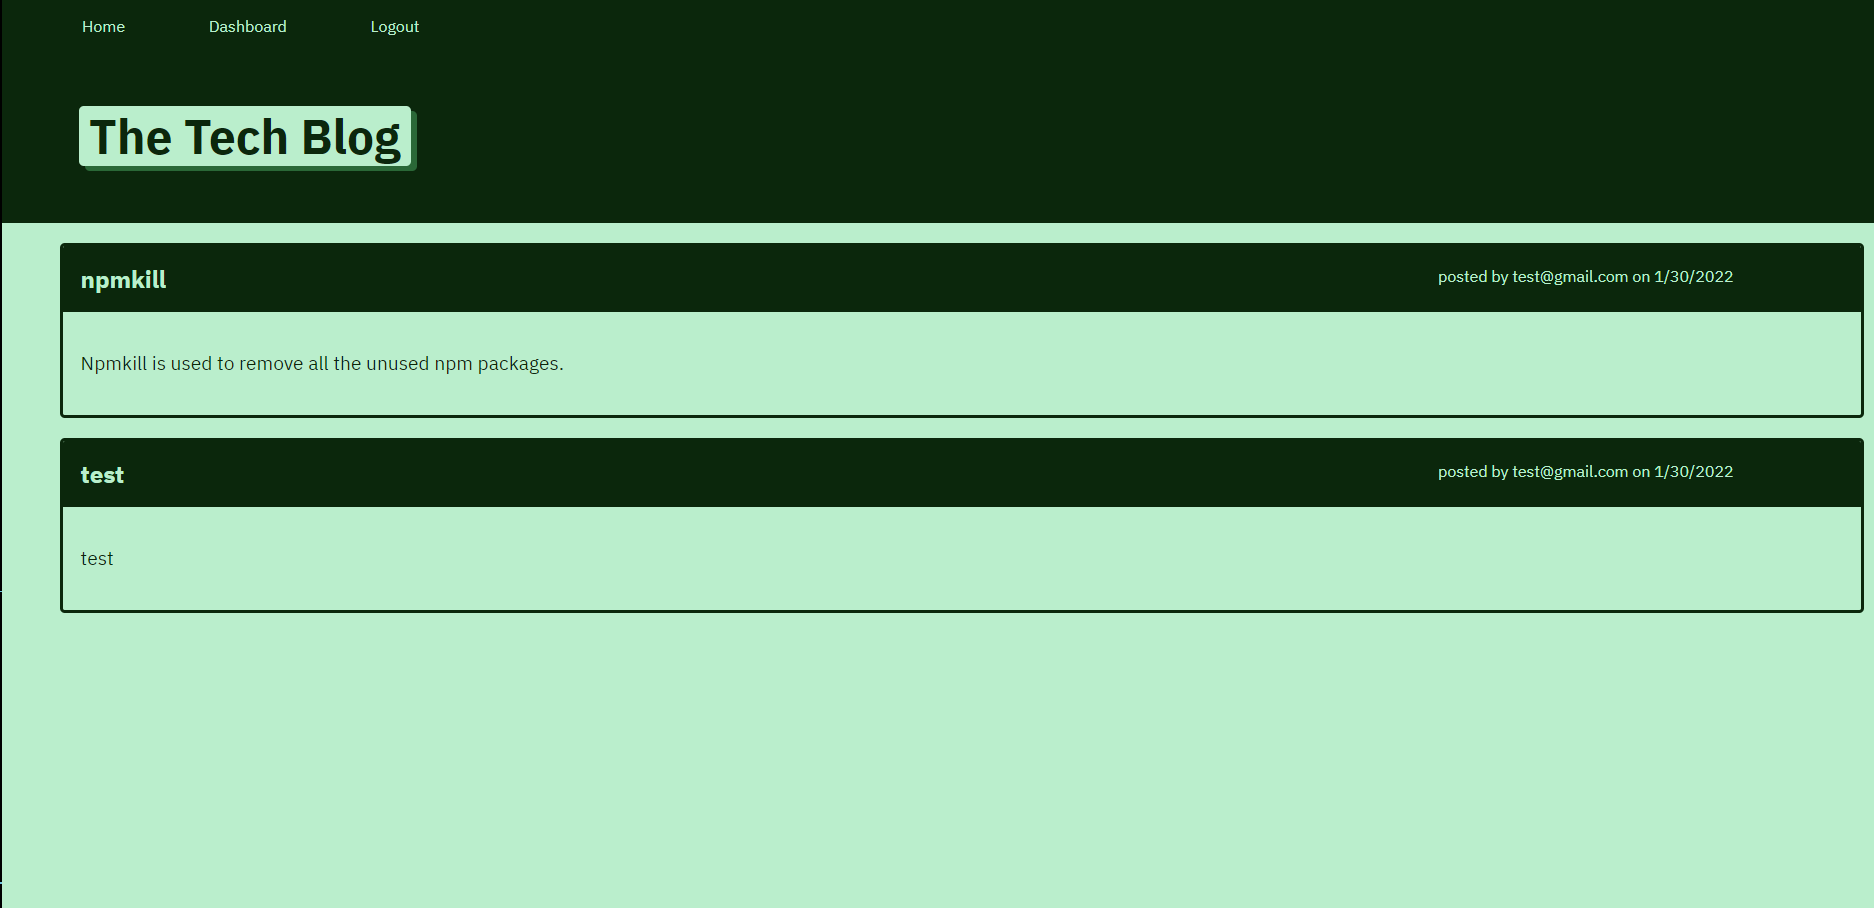 Home Dashboard Logout
The Tech Blog
npmkill posted by test@gmail.com on 1/30/2022
Npmkill is used to remove all the unused npm packages.
test posted by test@gmail.com on 1/30/2022
test